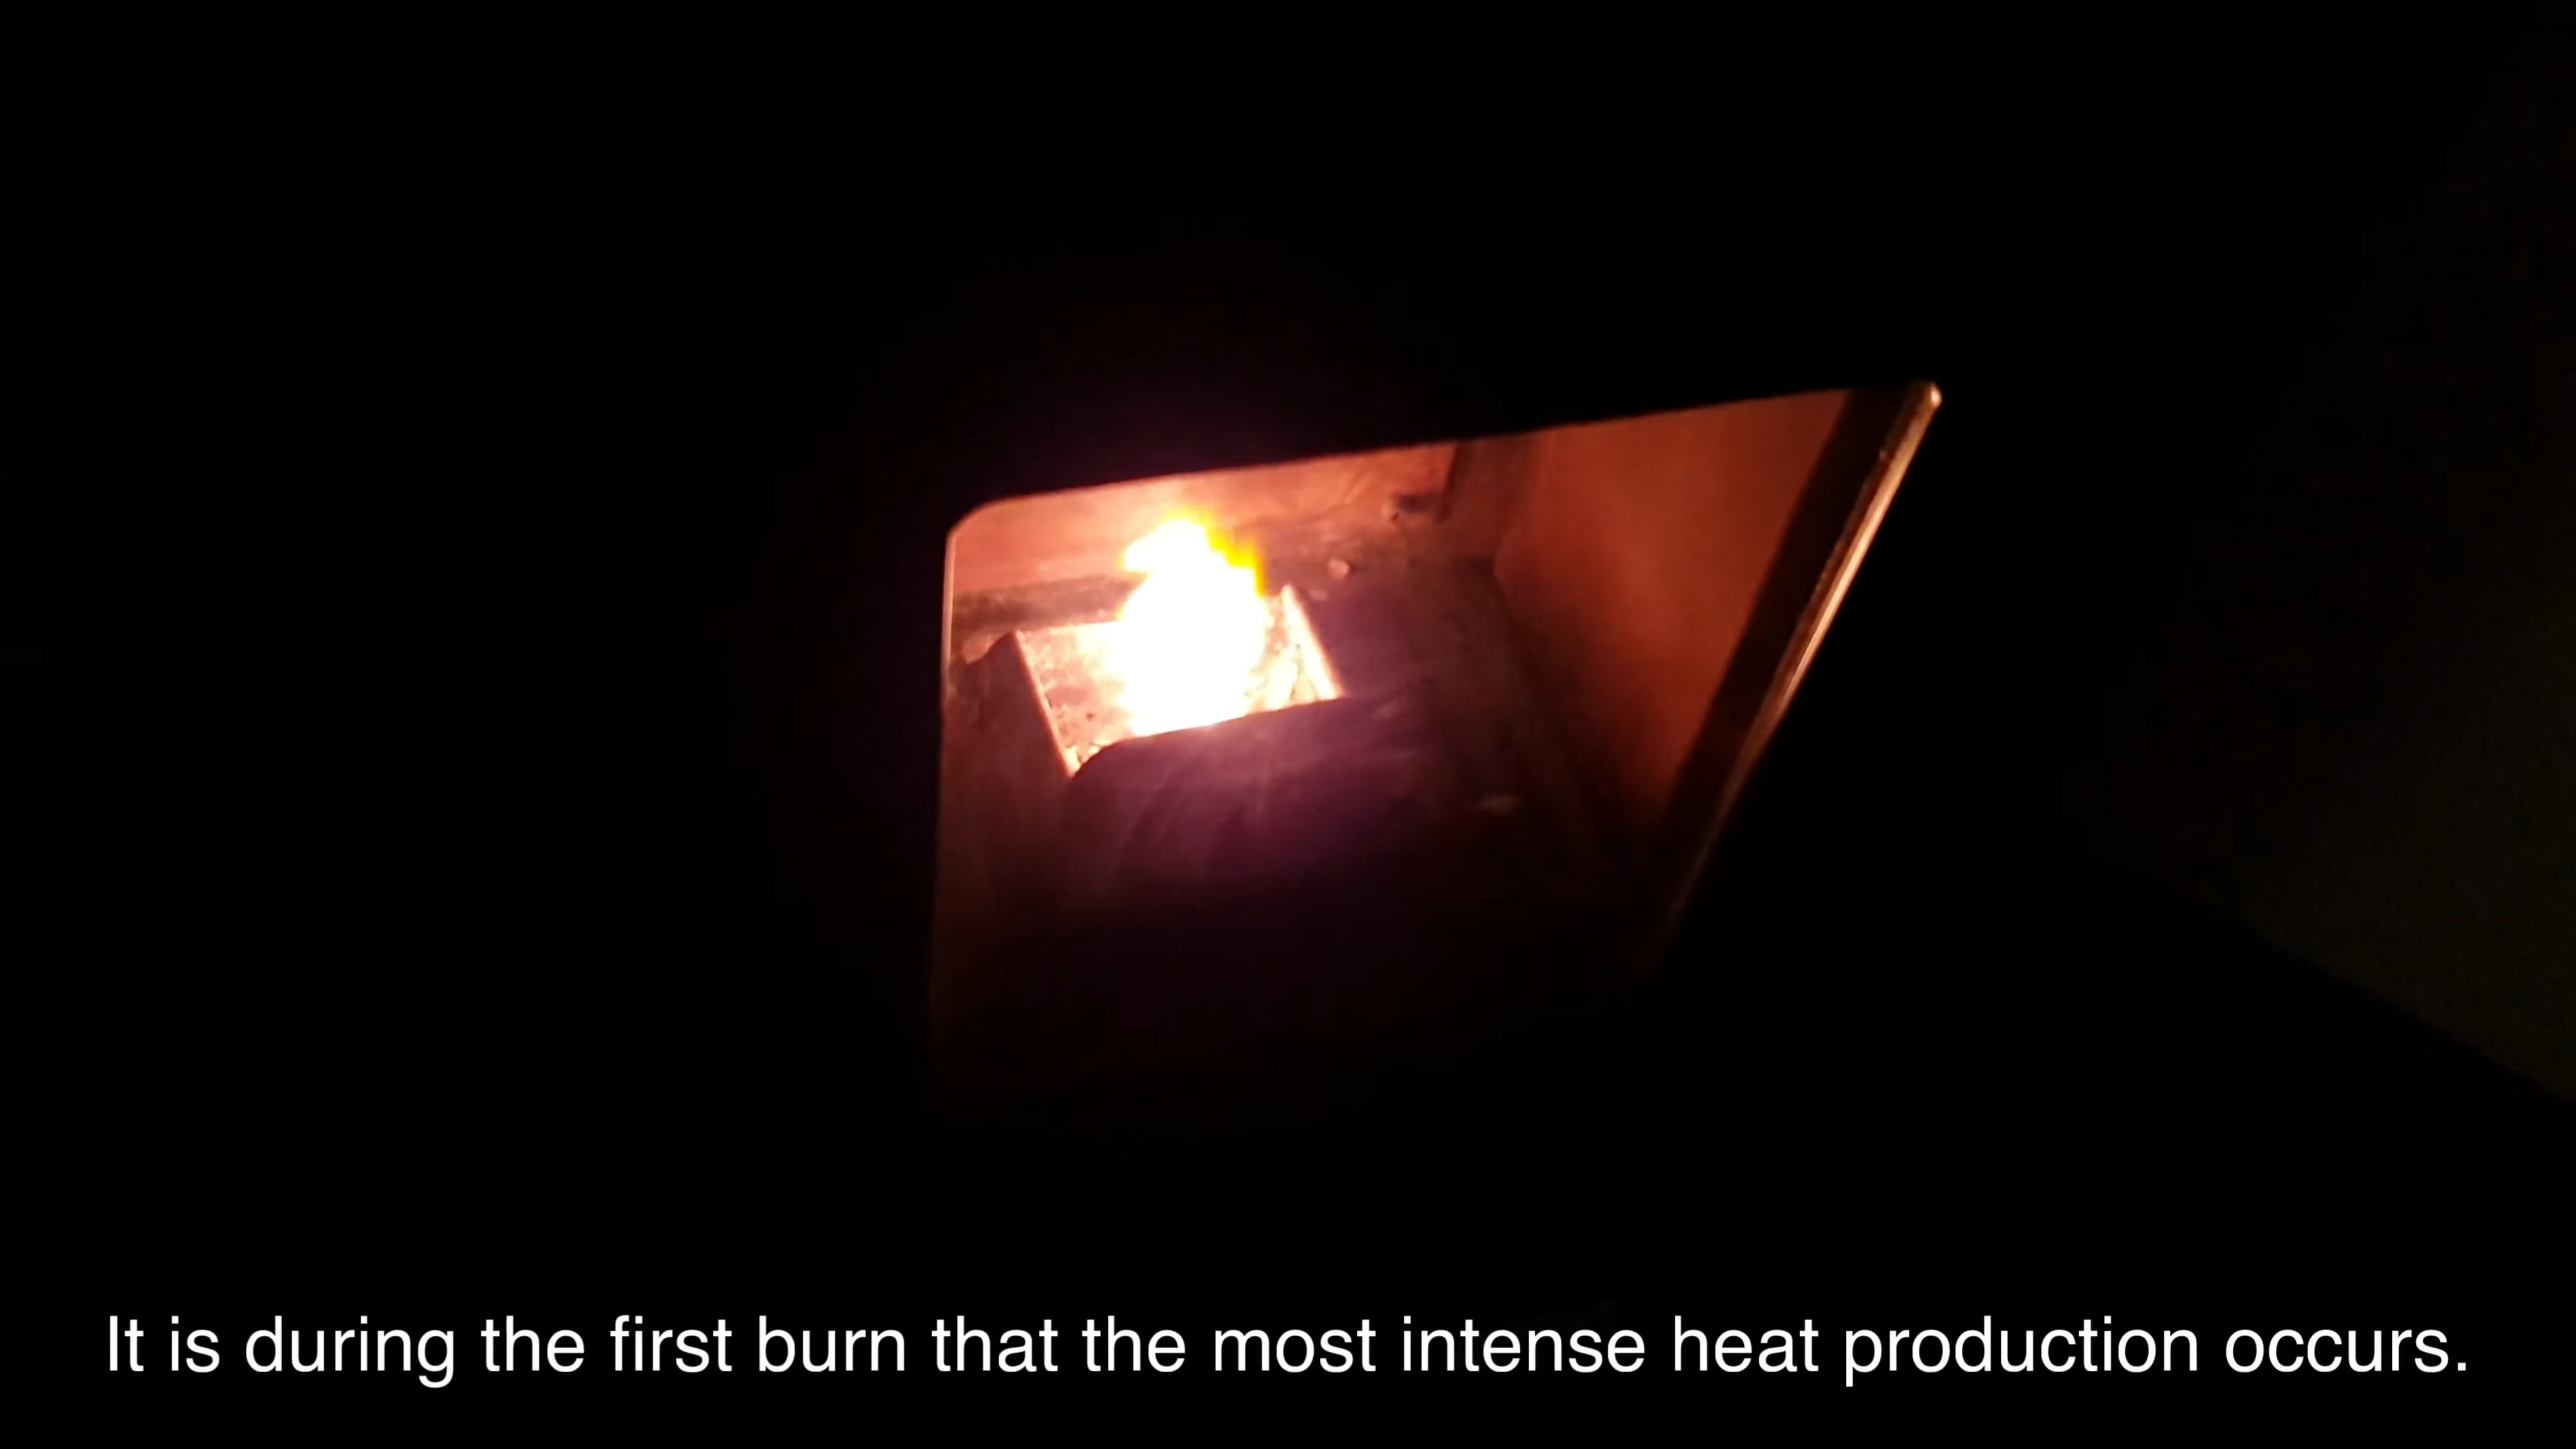 It is during the first burn that the most intense heat production occurs.